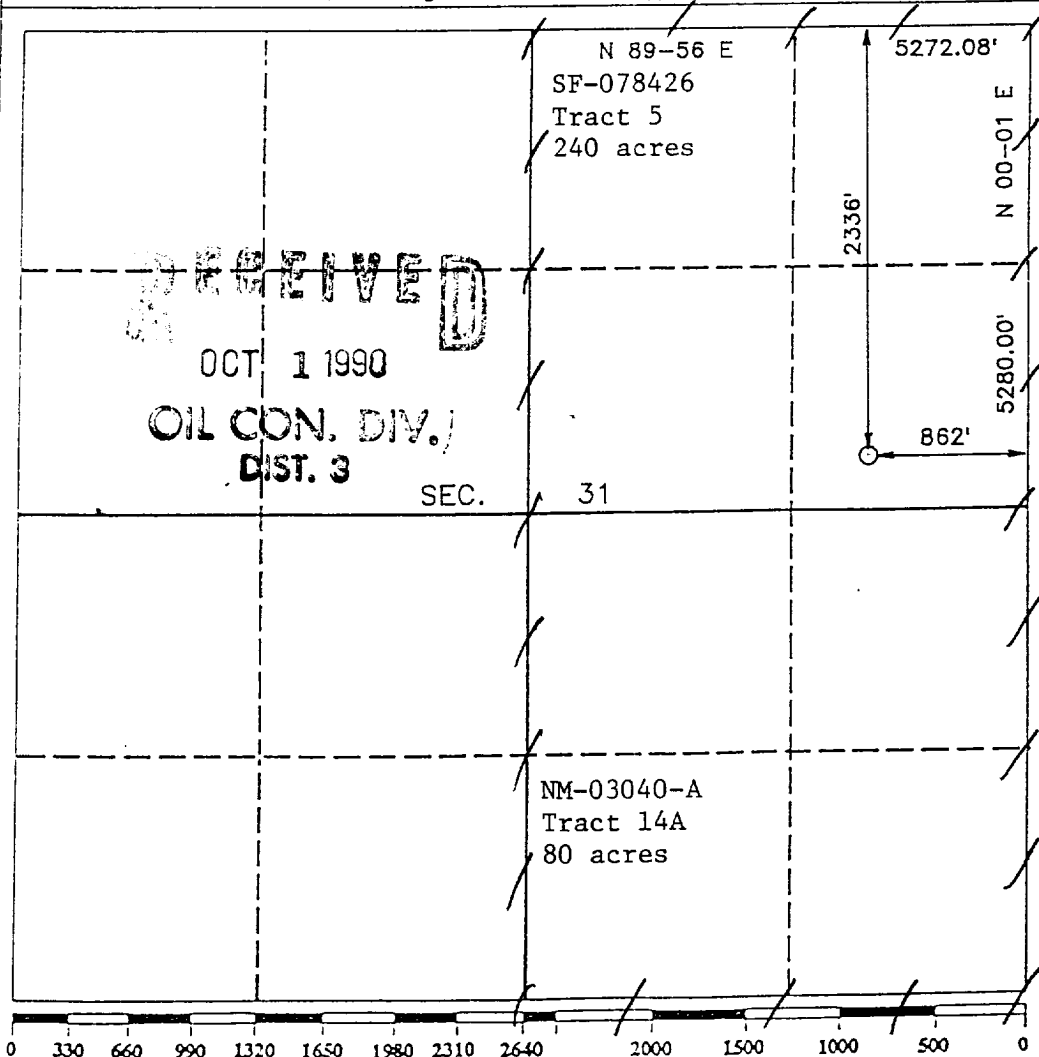 N 89-56 E
5272.08'
SF-078426
Tract 5
240 acres
N 00-01 E
2336'
RECEIVED
OCT 1 1990
OIL CON. DIV.
DIST. 3
5280.00'
862'
SEC. 31
NM-03040-A
Tract 14A
80 acres
0 330 660 990 1320 1650 1980 2310 2640 2000 1500 1000 500 0